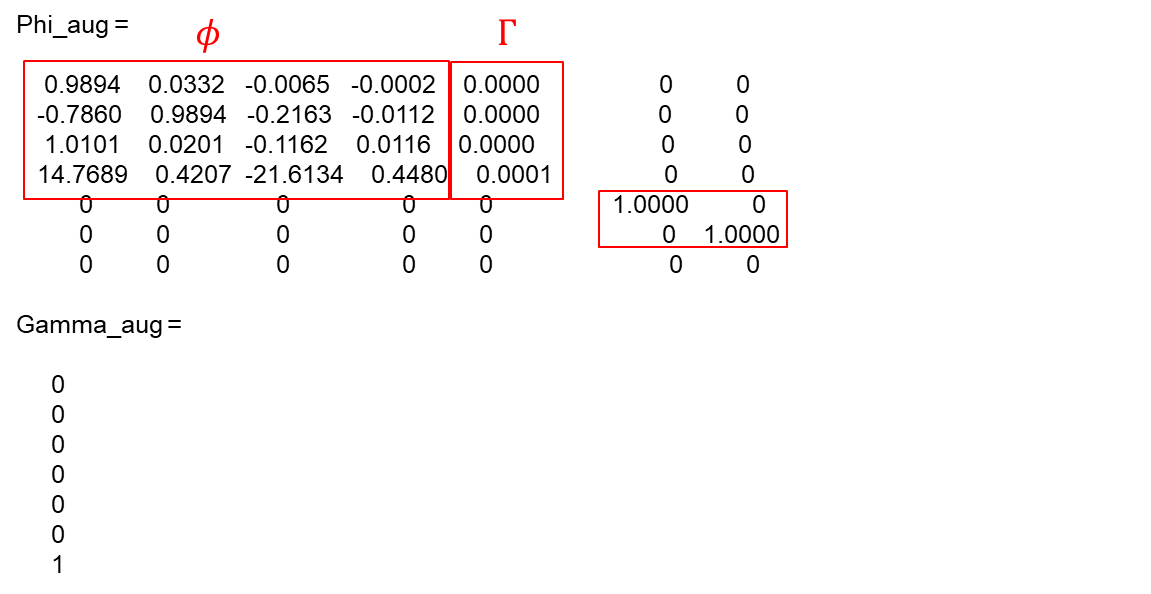 Phi_aug =
ϕ Γ
0.9894 0.0332 -0.0065 -0.0002 0.0000 0 0
-0.7860 0.9894 -0.2163 -0.0112 0.0000 0 0
1.0101 0.0201 -0.1162 0.0116 0.0000 0 0
14.7689 0.4207 -21.6134 0.4480 0.0001 0 0
0 0 0 0 0 1.0000 0
0 0 0 0 0 0 1.0000
0 0 0 0 0 0 0
Gamma_aug =
0
0
0
0
0
0
1